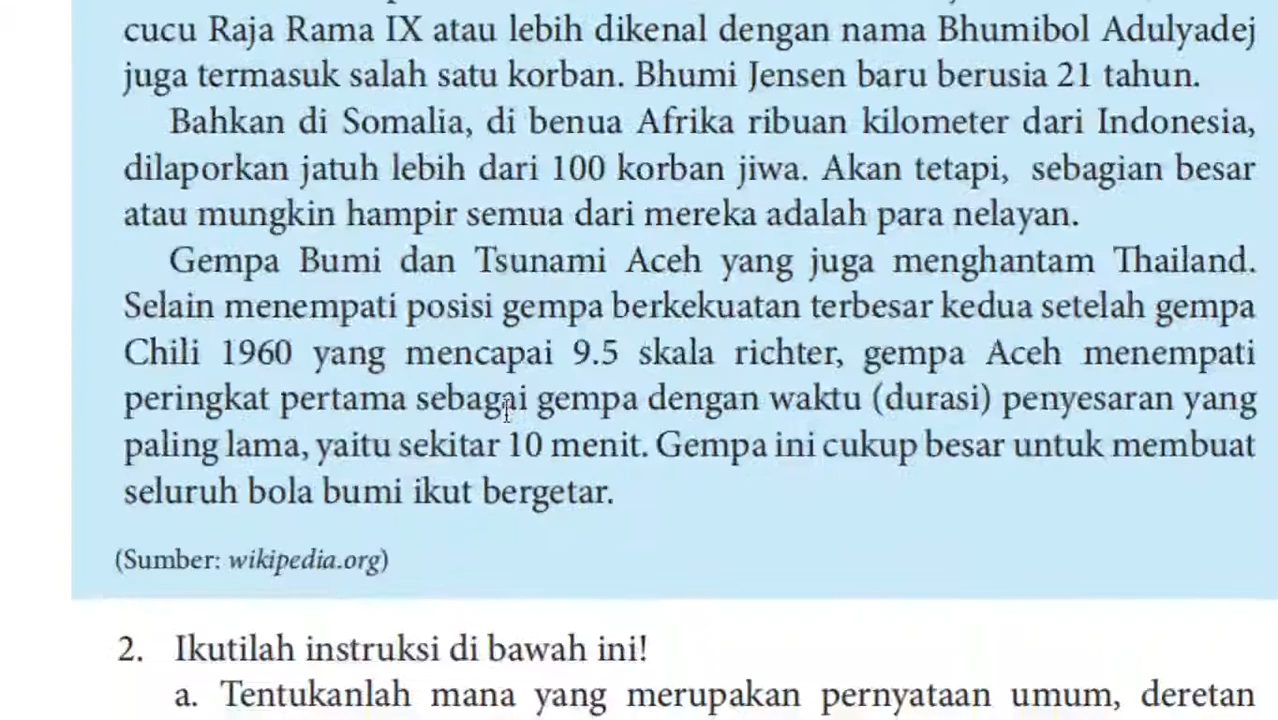 cucu Raja Rama IX atau lebih dikenal dengan nama Bhumibol Adulyadej
juga termasuk salah satu korban. Bhumi Jensen baru berusia 21 tahun.
Bahkan di Somalia, di benua Afrika ribuan kilometer dari Indonesia,
dilaporkan jatuh lebih dari 100 korban jiwa. Akan tetapi, sebagian besar
atau mungkin hampir semua dari mereka adalah para nelayan.
Gempa Bumi dan Tsunami Aceh yang juga menghantam Thailand.
Selain menempati posisi gempa berkekuatan terbesar kedua setelah gempa
Chili 1960 yang mencapai 9.5 skala richter, gempa Aceh menempati
peringkat pertama sebagai gempa dengan waktu (durasi) penyesaran yang
paling lama, yaitu sekitar 10 menit. Gempa ini cukup besar untuk membuat
seluruh bola bumi ikut bergetar.
(Sumber: wikipedia.org)
2. Ikutilah instruksi di bawah ini!
a. Tentukanlah mana yang merupakan pernyataan umum, deretan